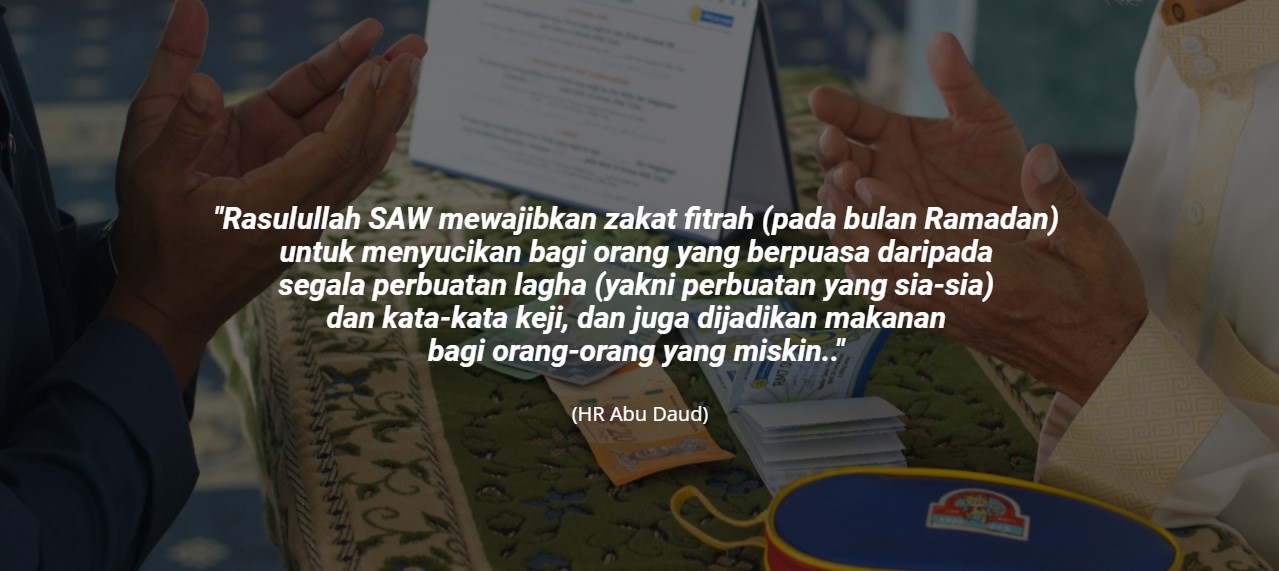 "Rasulullah SAW mewajibkan zakat fitrah (pada bulan Ramadan)
untuk menyucikan bagi orang yang berpuasa daripada
segala perbuatan lagha (yakni perbuatan yang sia-sia)
dan kata-kata keji, dan juga dijadikan makanan
bagi orang-orang yang miskin.."
(HR Abu Daud)